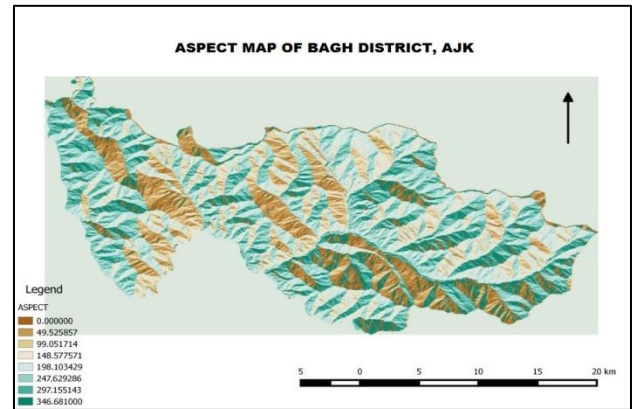 ASPECT MAP OF BAGH DISTRICT, AJK
Legend
ASPECT
0.000000
49.525857
99.051714
148.577571
198.103429
247.629286
297.155143
346.681000
5 0 5 10 15 20 km